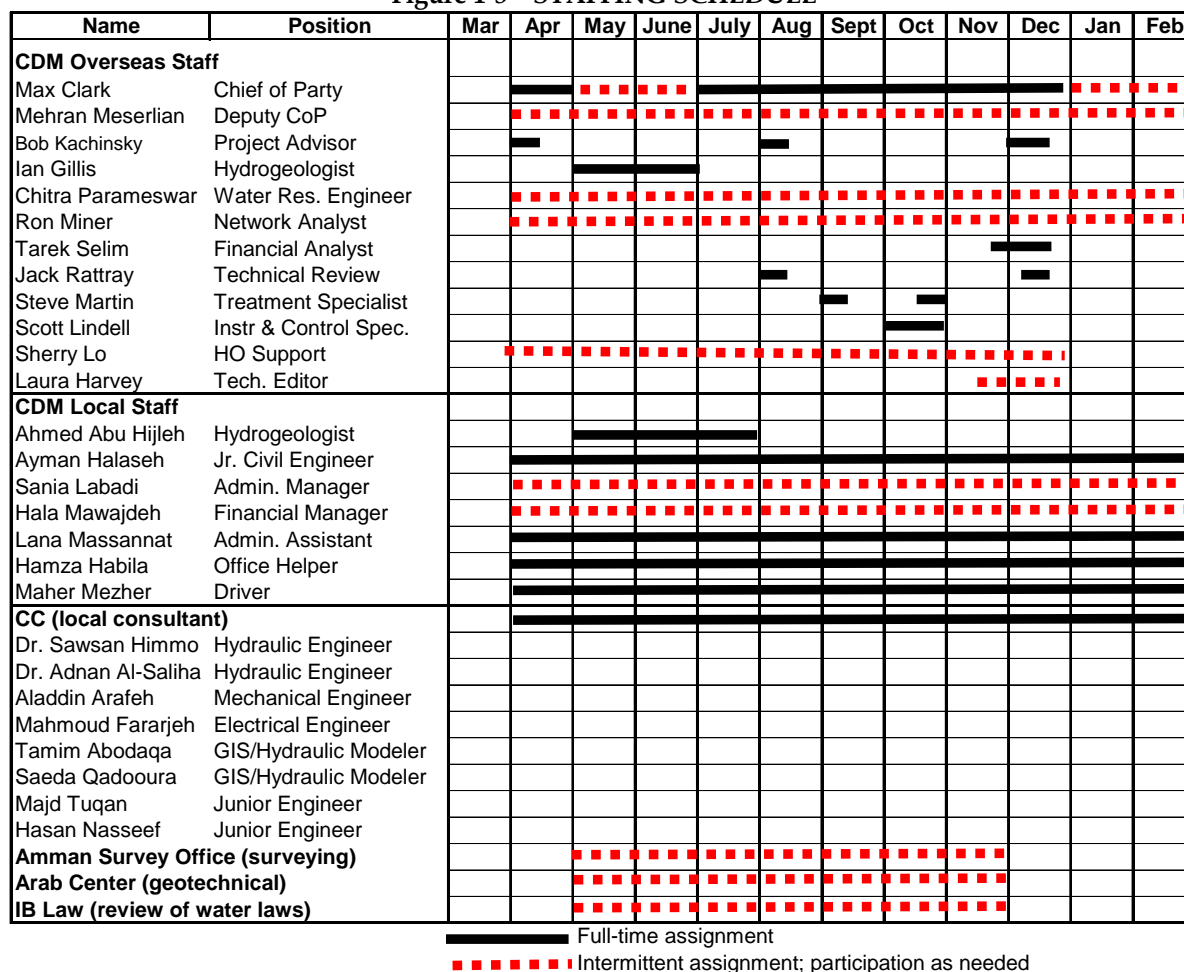 Figure 1-3 STAFFING SCHEDULE
Name Position Mar Apr May June July Aug Sept Oct Nov Dec Jan Feb
CDM Overseas Staff
Max Clark Chief of Party
Mehran Meserlian Deputy CoP
Bob Kachinsky Project Advisor
Ian Gillis Hydrogeologist
Chitra Parameswar Water Res. Engineer
Ron Miner Network Analyst
Tarek Selim Financial Analyst
Jack Rattray Technical Review
Steve Martin Treatment Specialist
Scott Lindell Instr & Control Spec.
Sherry Lo HO Support
Laura Harvey Tech. Editor
CDM Local Staff
Ahmed Abu Hijleh Hydrogeologist
Ayman Halaseh Jr. Civil Engineer
Sania Labadi Admin. Manager
Hala Mawajdeh Financial Manager
Lana Massannat Admin. Assistant
Hamza Habila Office Helper
Maher Mezher Driver
CC (local consultant)
Dr. Sawsan Himmo Hydraulic Engineer
Dr. Adnan Al-Saliha Hydraulic Engineer
Aladdin Arafeh Mechanical Engineer
Mahmoud Fararjeh Electrical Engineer
Tamim Abodaqa GIS/Hydraulic Modeler
Saeda Qadooura GIS/Hydraulic Modeler
Majd Tuqan Junior Engineer
Hasan Nasseef Junior Engineer
Amman Survey Office (surveying)
Arab Center (geotechnical)
IB Law (review of water laws)
Full-time assignment
Intermittent assignment; participation as needed